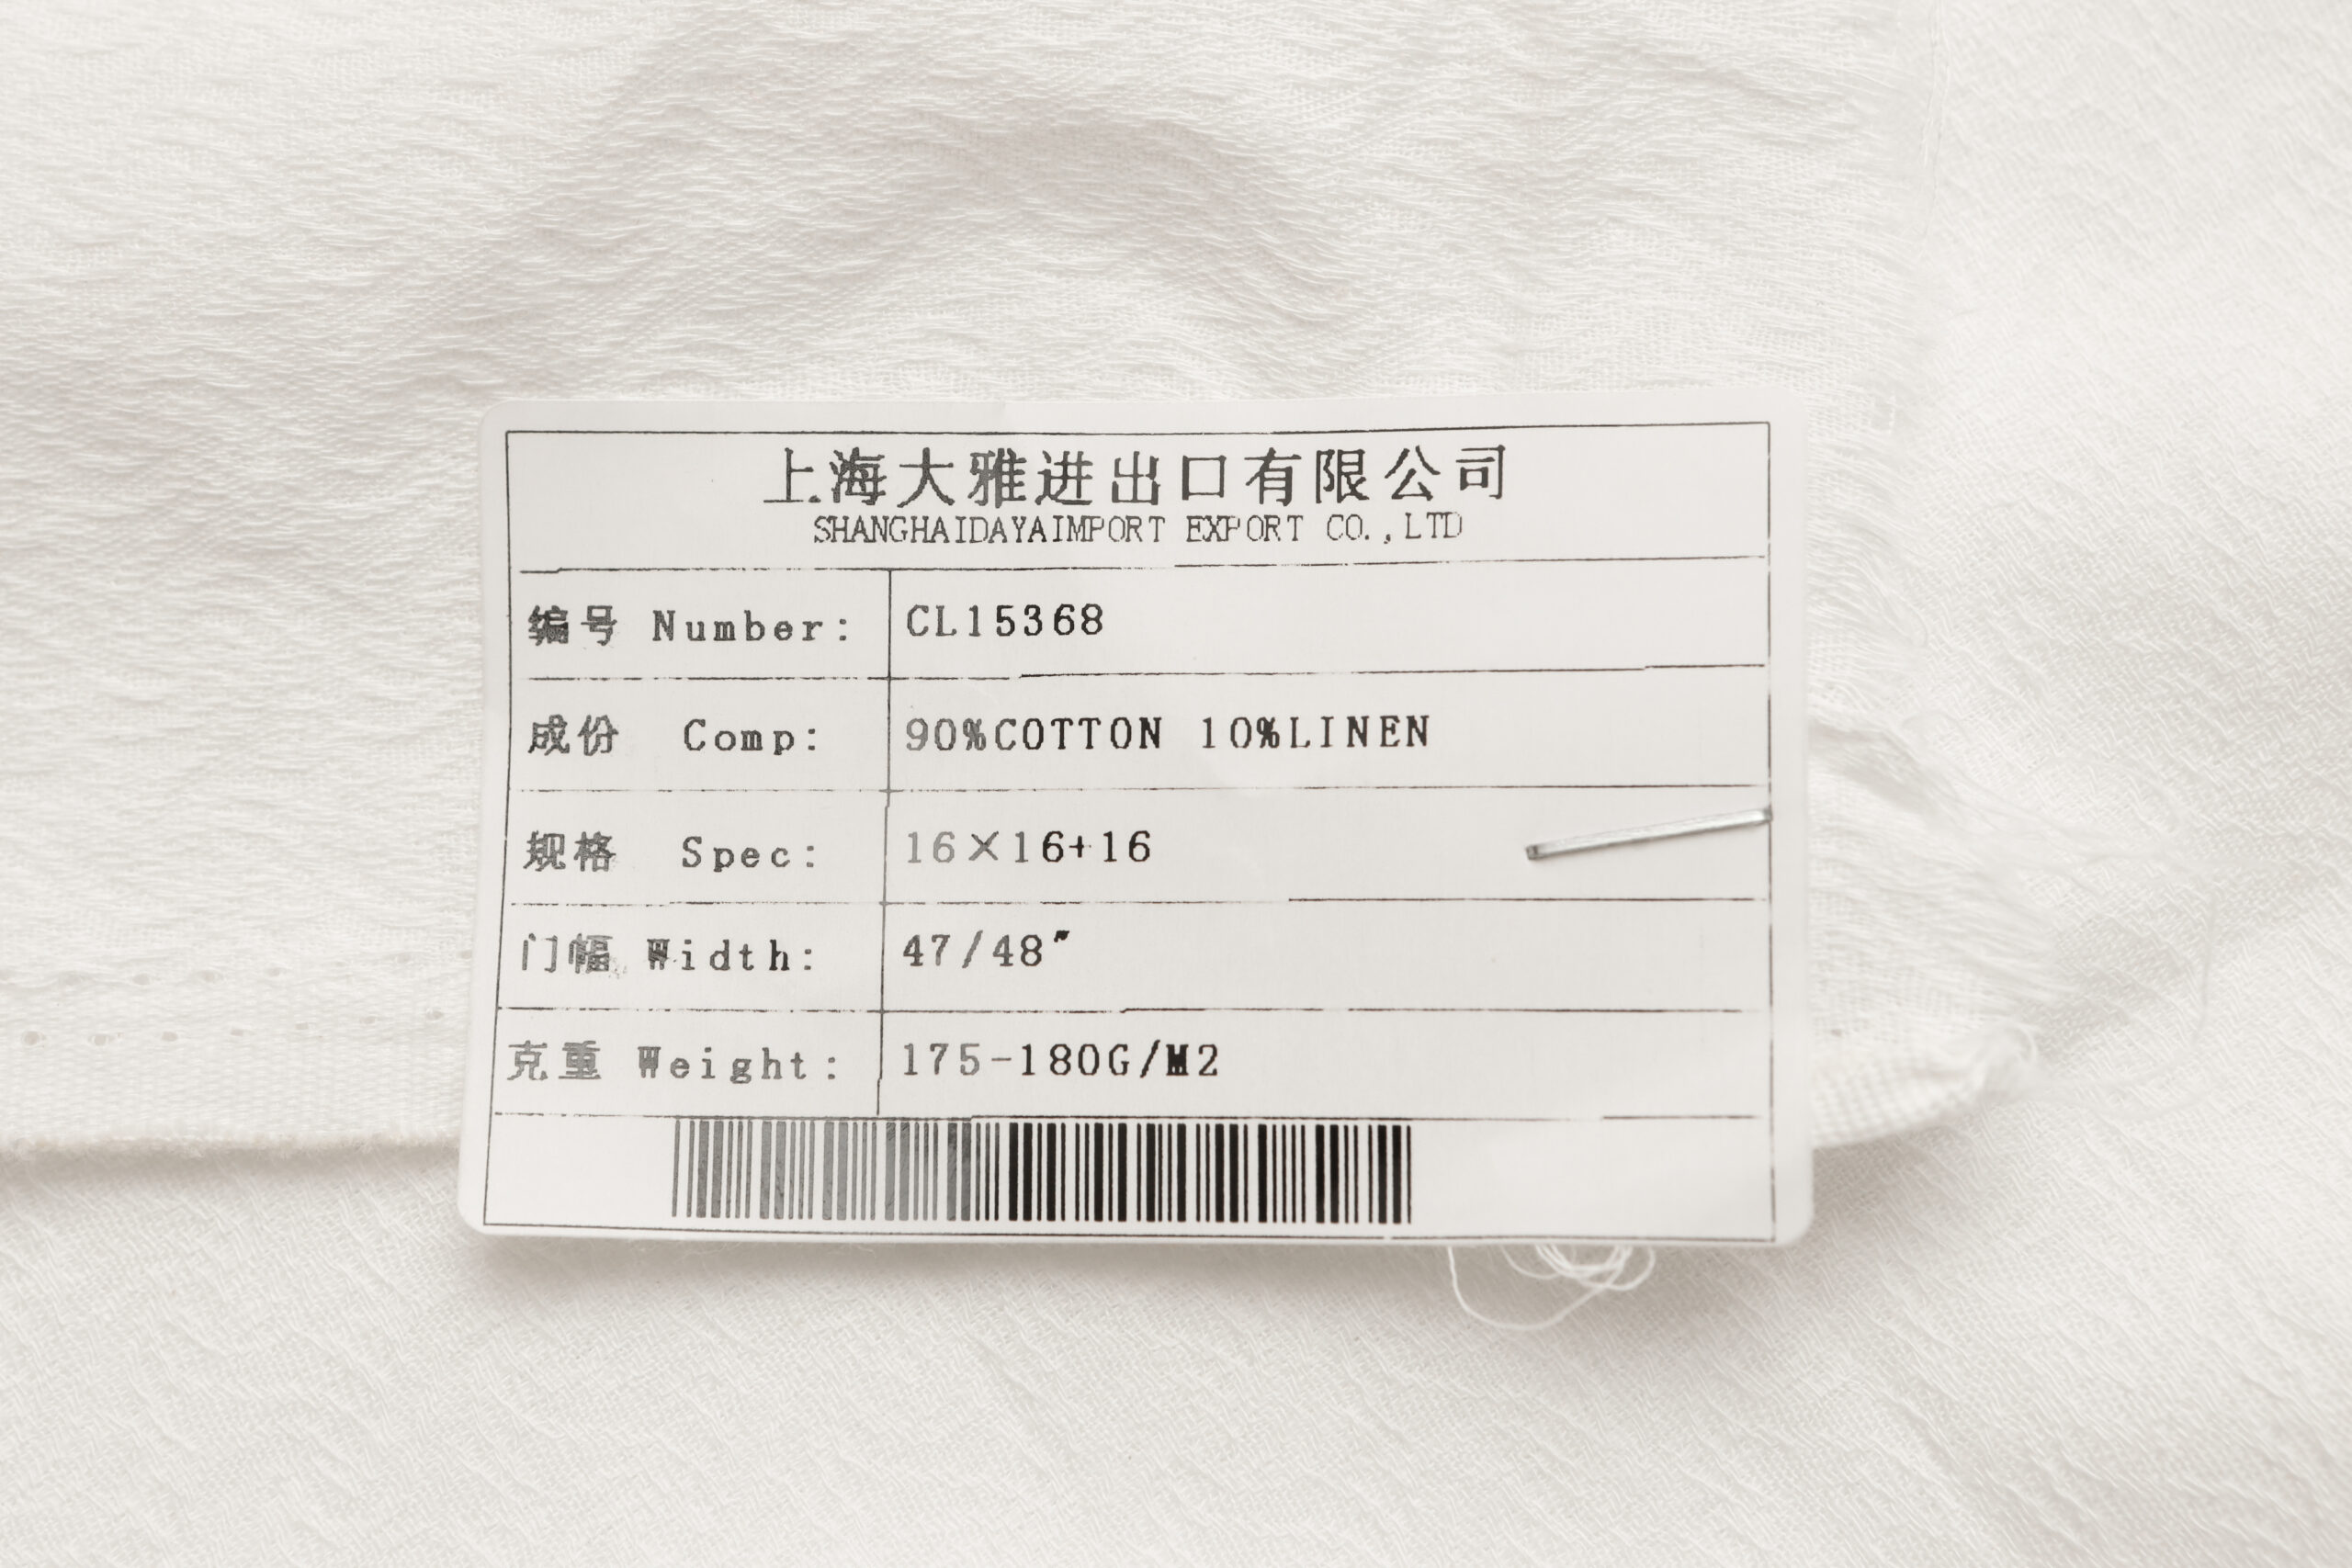 上海大雅进出口有限公司
SHANGHAIDAYAIMPORT EXPORT CO.,LTD
编号 Number: CL15368
成份 Comp: 90%COTTON 10%LINEN
规格 Spec: 16×16+16
门幅 Width: 47/48"
克重 Weight: 175-180G/M2